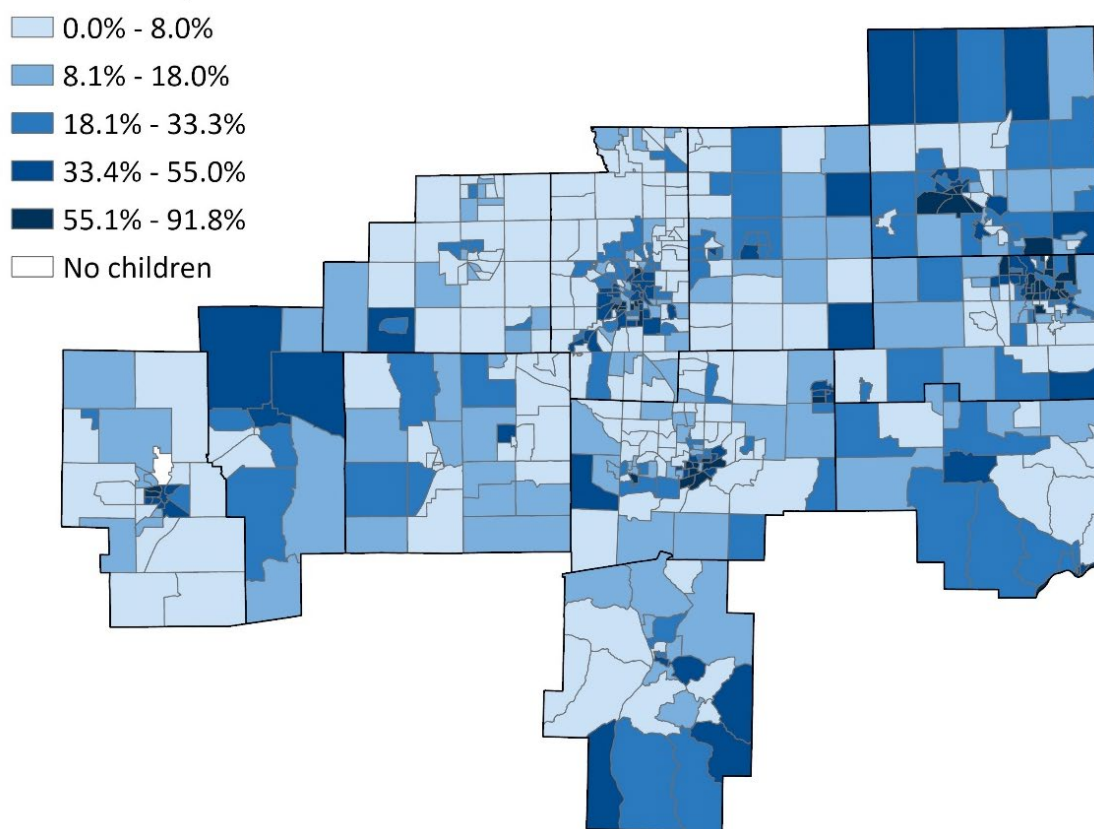 0.0% - 8.0%
8.1% - 18.0%
18.1% - 33.3%
33.4% - 55.0%
55.1% - 91.8%
No children